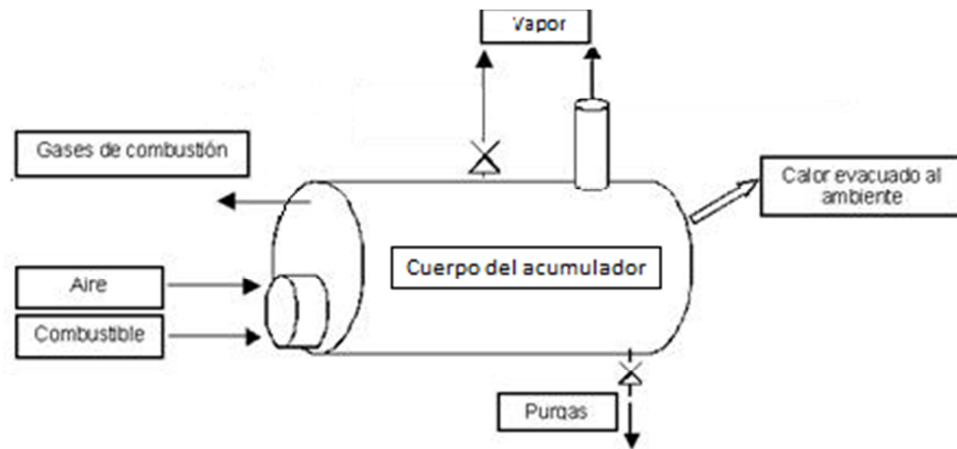 Vapor
Gases de combustión
Calor evacuado al
ambiente
Cuerpo del acumulador
Aire
Combustible
Purgas